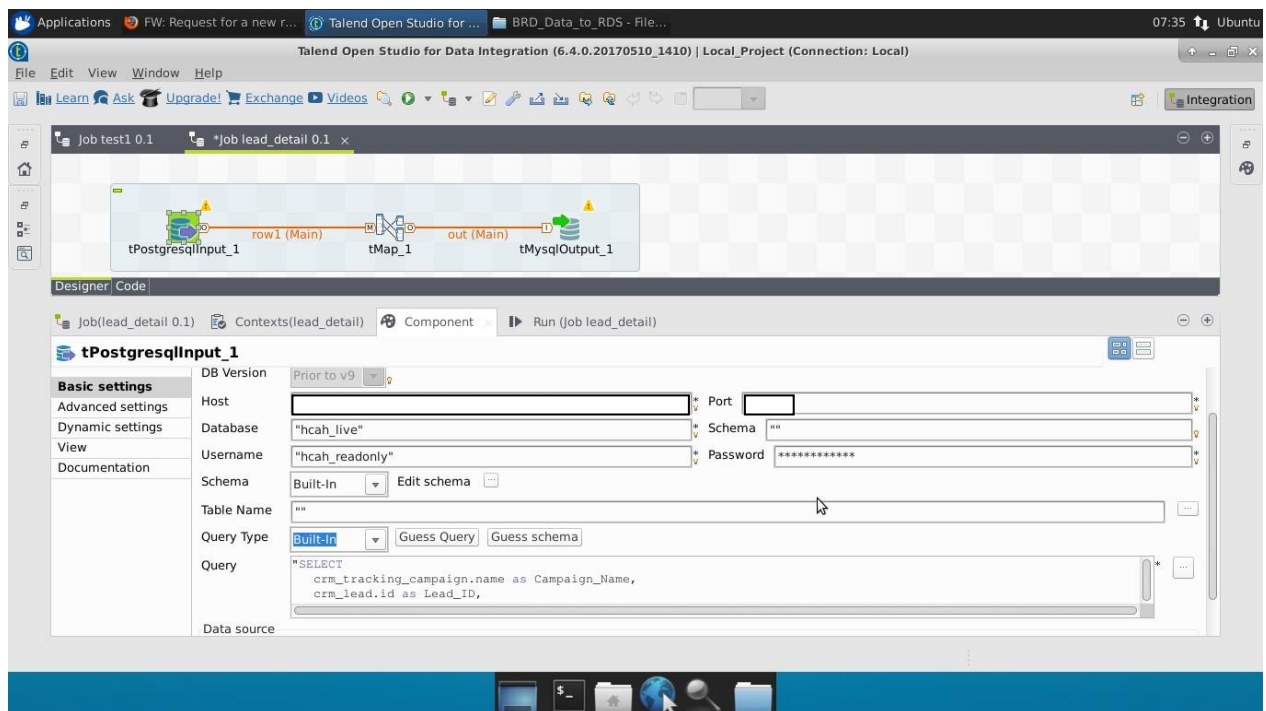 Applications FW: Request for a new r... Talend Open Studio for ... BRD_Data_to_RDS - File... 07:35 Ubuntu
Talend Open Studio for Data Integration (6.4.0.20170510_1410) | Local_Project (Connection: Local)
File Edit View Window Help
Learn Ask Upgrade! Exchange Videos Integration
Job test1 0.1 *Job lead_detail 0.1
row1 (Main) out (Main)
tPostgresqlInput_1 tMap_1 tMysqlOutput_1
Designer Code
Job(lead_detail 0.1) Contexts(lead_detail) Component Run (Job lead_detail)
tPostgresqlInput_1
Basic settings
Advanced settings
Dynamic settings
View
Documentation
DB Version Prior to v9
Host * Port *
Database "hcah_live" * Schema ""
Username "hcah_readonly" * Password ************ *
Schema Built-In Edit schema ...
Table Name "" ...
Query Type Built-In Guess Query Guess schema
Query "SELECT * ...
crm_tracking_campaign.name as Campaign_Name,
crm_lead.id as Lead_ID,
Data source